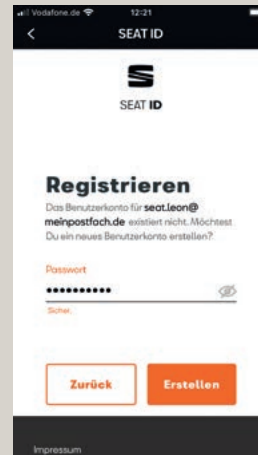 Vodafone.de 12:21
SEAT ID
SEAT ID
Registrieren
Das Benutzerkonto für seat.leon@
meinpostfach.de existiert nicht. Möchtest
Du ein neues Benutzerkonto erstellen?
Passwort
••••••••••
Sicher.
Zurück Erstellen
Impressum